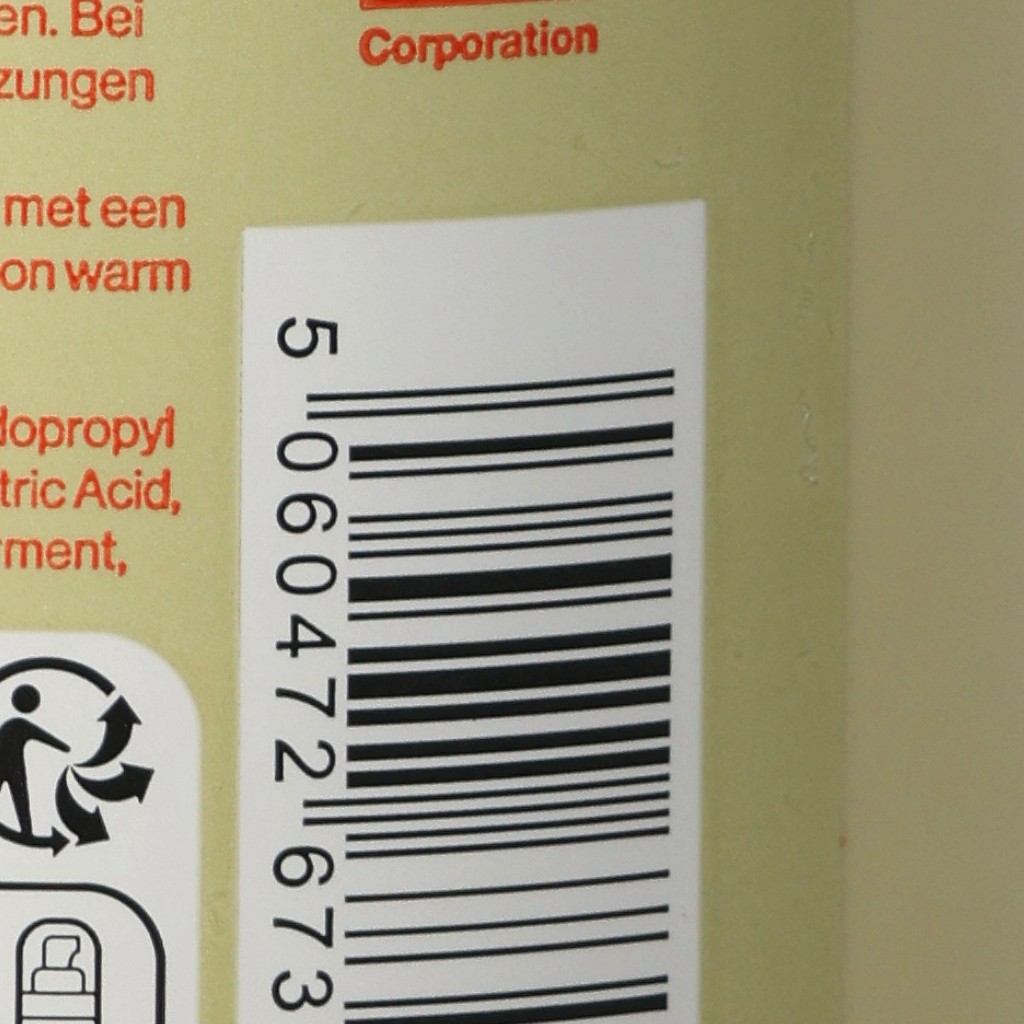 en. Bei
zungen
met een
on warm
dopropyl
tric Acid,
rment,
Corporation
5 060472 673